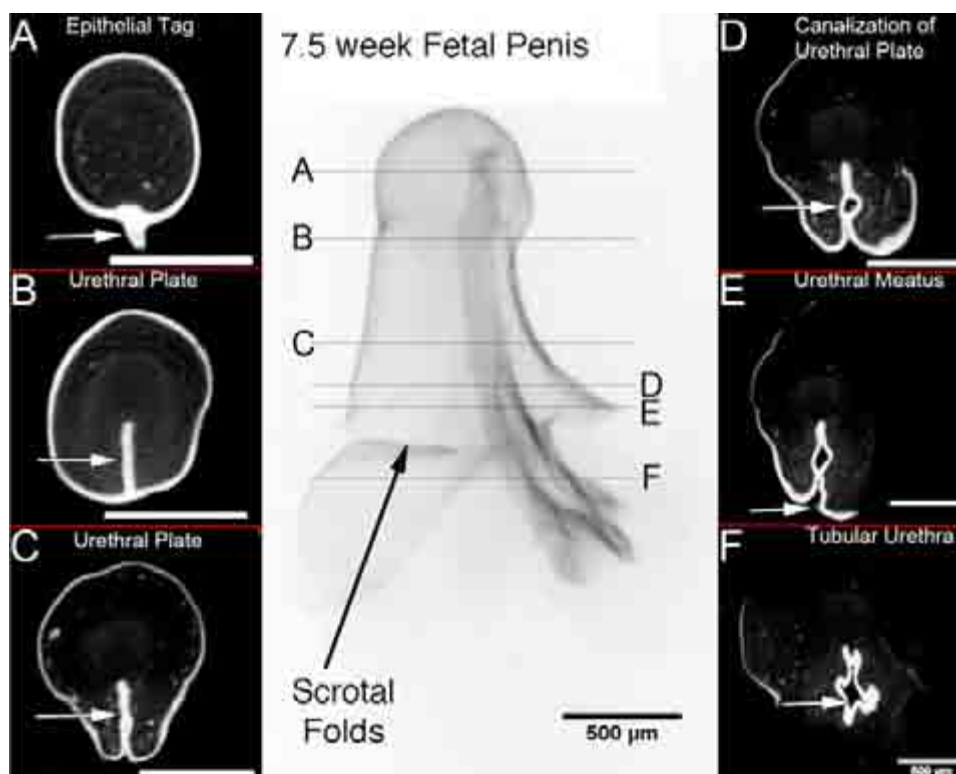 A
Epithelial Tag
B
Urethral Plate
C
Urethral Plate
7.5 week Fetal Penis
A
B
C
D
E
F
Scrotal
Folds
500 µm
D
Canalization of
Urethral Plate
E
Urethral Meatus
F
Tubular Urethra
500 µm